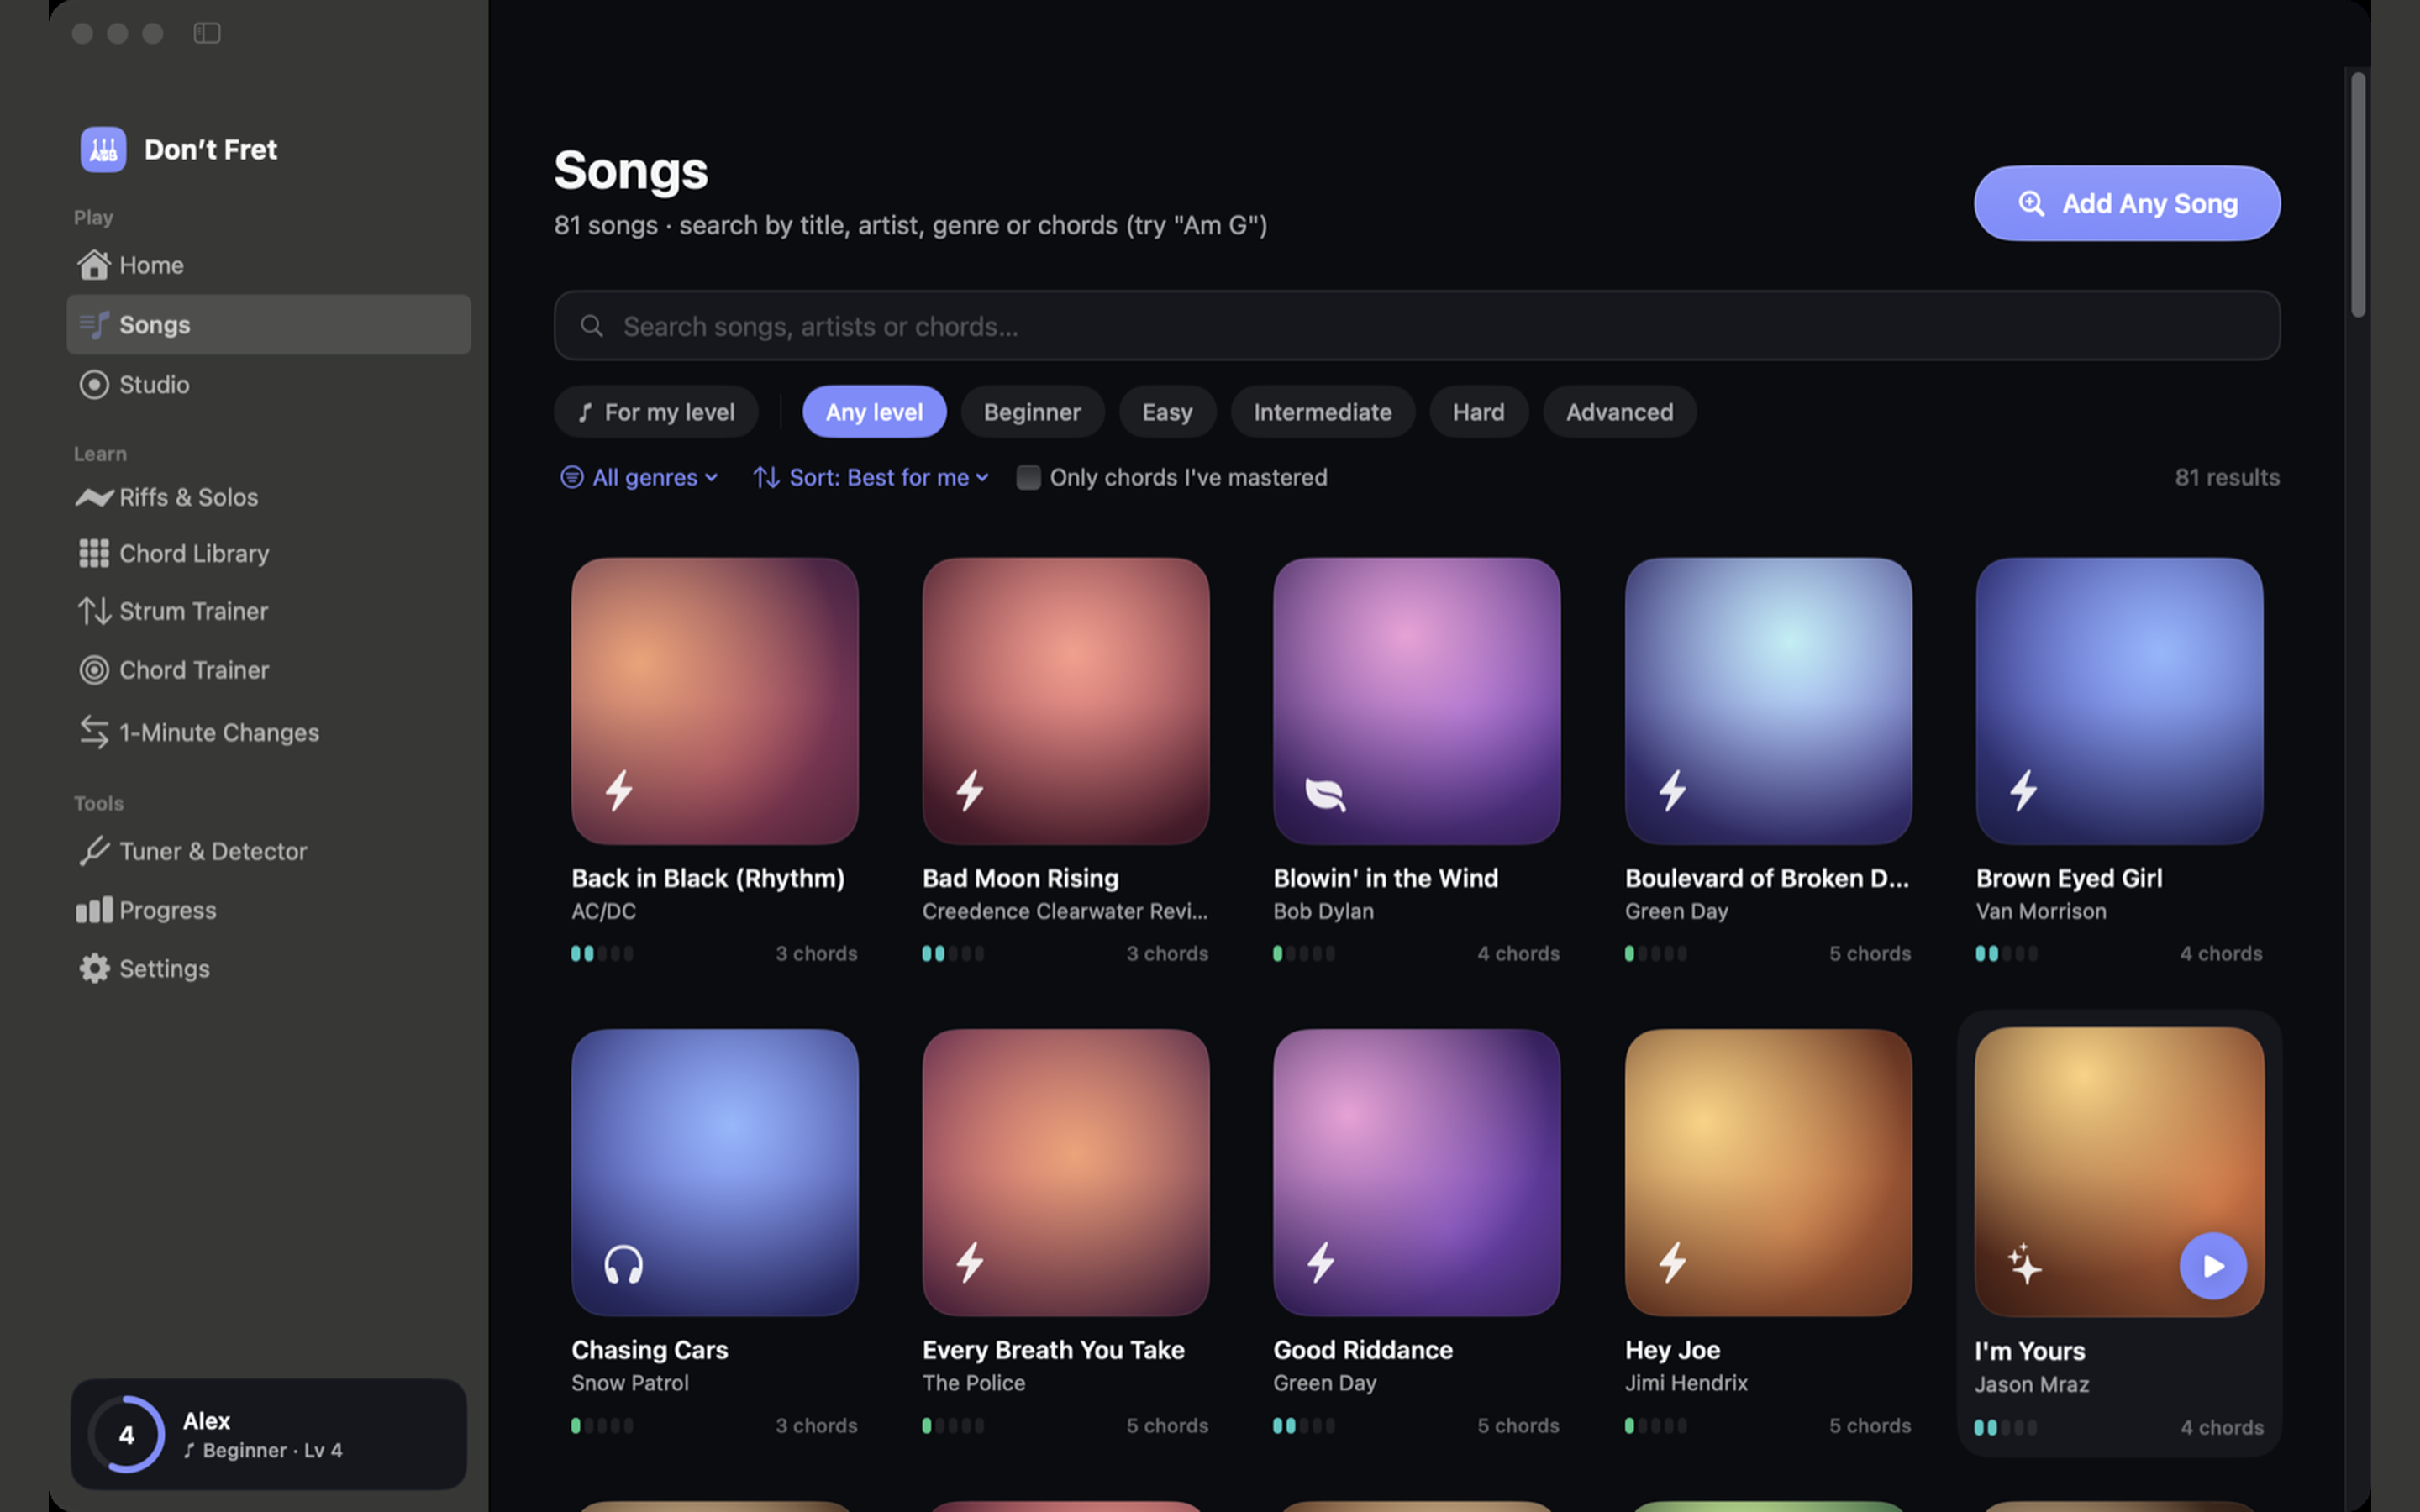 Don't Fret
Play
Home
Songs
Studio
Learn
Riffs & Solos
Chord Library
Strum Trainer
Chord Trainer
1-Minute Changes
Tools
Tuner & Detector
Progress
Settings
4
Alex
Beginner · Lv 4
Songs
81 songs · search by title, artist, genre or chords (try "Am G")
Add Any Song
Search songs, artists or chords...
For my level
Any level
Beginner
Easy
Intermediate
Hard
Advanced
All genres
Sort: Best for me
Only chords I've mastered
81 results
Back in Black (Rhythm)
AC/DC
3 chords
Bad Moon Rising
Creedence Clearwater Revi...
3 chords
Blowin' in the Wind
Bob Dylan
4 chords
Boulevard of Broken D...
Green Day
5 chords
Brown Eyed Girl
Van Morrison
4 chords
Chasing Cars
Snow Patrol
3 chords
Every Breath You Take
The Police
5 chords
Good Riddance
Green Day
5 chords
Hey Joe
Jimi Hendrix
5 chords
I'm Yours
Jason Mraz
4 chords